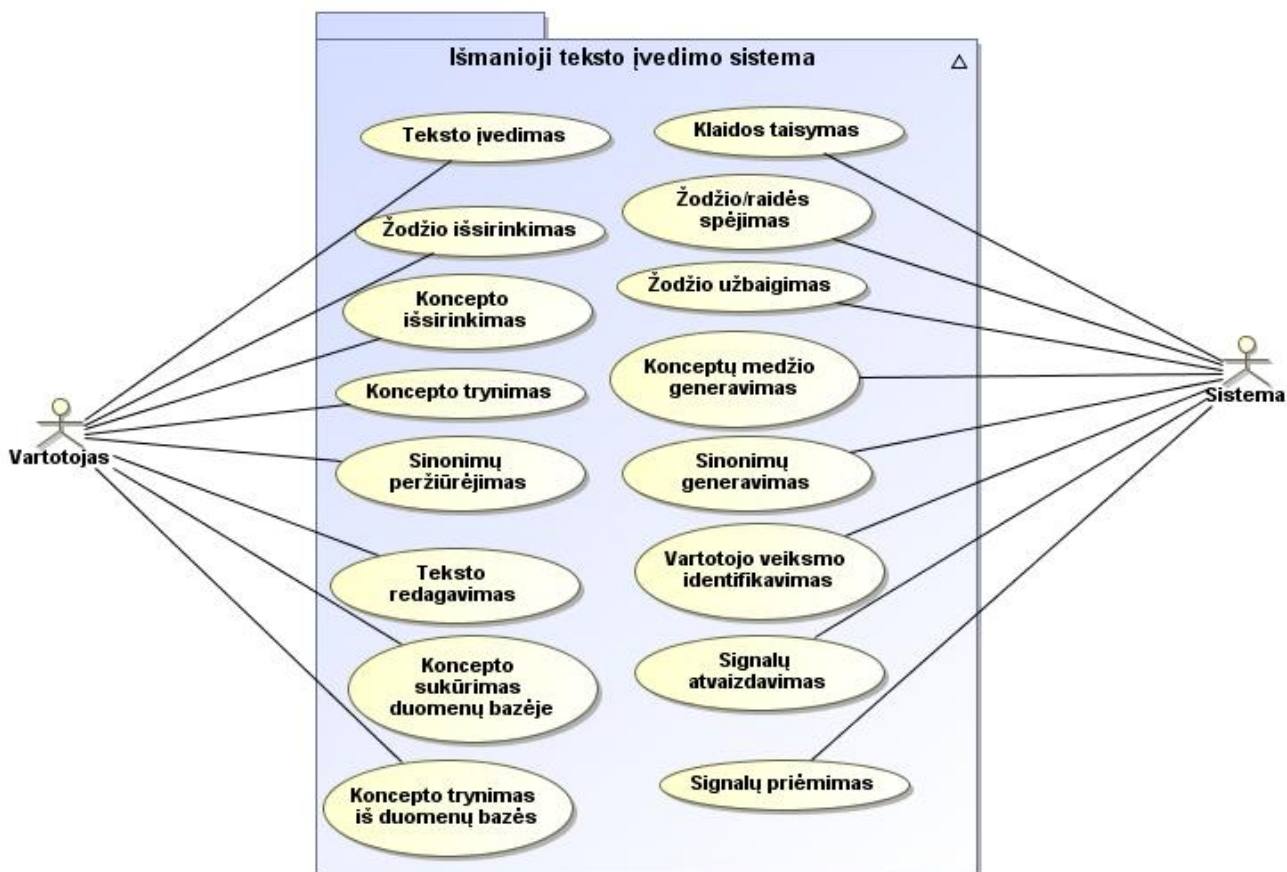 Išmanioji teksto įvedimo sistema
Teksto įvedimas
Žodžio išsirinkimas
Koncepto
išsirinkimas
Koncepto trynimas
Sinonimų
peržiūrėjimas
Teksto
redagavimas
Koncepto
sukūrimas
duomenų bazėje
Koncepto trynimas
iš duomenų bazės
Klaidos taisymas
Žodžio/raidės
spėjimas
Žodžio užbaigimas
Konceptų medžio
generavimas
Sinonimų
generavimas
Vartotojo veiksmo
identifikavimas
Signalų
atvaizdavimas
Signalų priėmimas
Vartotojas
Sistema